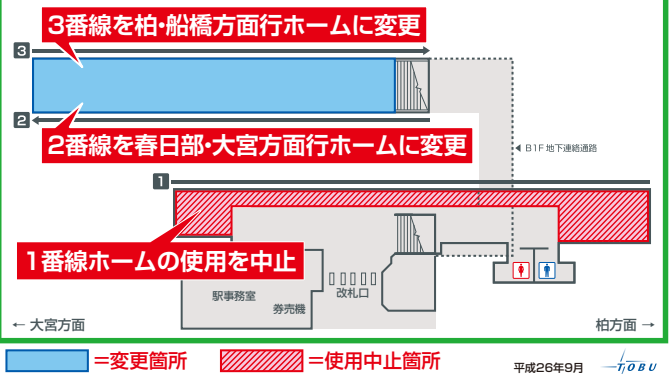 3番線を柏・船橋方面行ホームに変更
3
2
2番線を春日部・大宮方面行ホームに変更
B1F 地下連絡通路
1
1番線ホームの使用を中止
駅事務室
券売機
改札口
← 大宮方面
柏方面 →
=変更箇所
=使用中止箇所
平成26年9月
TOBU